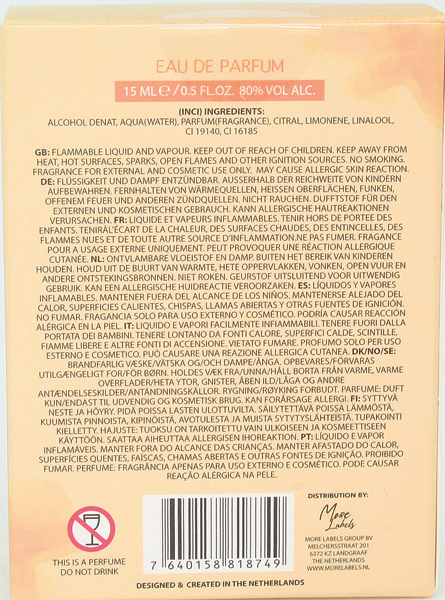 EAU DE PARFUM
15 ML ℮ / 0.5 FL.OZ. 80% VOL ALC.
(INCI) INGREDIENTS:
ALCOHOL DENAT, AQUA(WATER), PARFUM(FRAGRANCE), CITRAL, LIMONENE, LINALOOL,
CI 19140, CI 16185
GB: FLAMMABLE LIQUID AND VAPOUR. KEEP OUT OF REACH OF CHILDREN. KEEP AWAY FROM
HEAT, HOT SURFACES, SPARKS, OPEN FLAMES AND OTHER IGNITION SOURCES. NO SMOKING.
FRAGRANCE FOR EXTERNAL AND COSMETIC USE ONLY. MAY CAUSE ALLERGIC SKIN REACTION.
DE: FLÜSSIGKEIT UND DAMPF ENTZÜNDBAR. AUSSERHALB DER REICHWEITE VON KINDERN
AUFBEWAHREN. FERNHALTEN VON WÄRMEQUELLEN, HEISSEN OBERFLÄCHEN, FUNKEN,
OFFENEM FEUER UND ANDEREN ZÜNDQUELLEN. NICHT RAUCHEN. DUFTSTOFF FÜR DEN
EXTERNEN UND KOSMETISCHEN GEBRAUCH. KANN ALLERGISCHE HAUTREAKTIONEN
VERURSACHEN. FR: LIQUIDE ET VAPEURS INFLAMMABLES. TENIR HORS DE PORTEE DES
ENFANTS. TENIRÀL'ÉCART DE LA CHALEUR, DES SURFACES CHAUDES, DES ENTINCELLES, DES
FLAMMES NUES ET DE TOUTE AUTRE SOURCE D'INFLAMMATION.NE PAS FUMER. FRAGANCE
POUR A USAGE EXTERNE UNIQUEMENT. PEUT PROVOQUER UNE RÉACTION ALLERGIQUE
CUTANÉE. NL: ONTVLAMBARE VLOEISTOF EN DAMP. BUITEN HET BEREIK VAN KINDEREN
HOUDEN. HOUD UIT DE BUURT VAN WARMTE, HETE OPPERVLAKKEN, VONKEN, OPEN VUUR EN
ANDERE ONTSTEKINGSBRONNEN. NIET ROKEN. GEURSTOF UITSLUITEND VOOR UITWENDIG
GEBRUIK. KAN EEN ALLERGISCHE HUIDREACTIE VEROORZAKEN. ES: LÍQUIDOS Y VAPORES
INFLAMABLES. MANTENER FUERA DEL ALCANCE DE LOS NIÑOS. MANTENERSE ALEJADO DEL
CALOR, SUPERFICIES CALIENTES, CHISPAS, LLAMAS ABIERTAS Y OTRAS FUENTES DE IGNICIÓN.
NO FUMAR. FRAGANCIA SOLO PARA USO EXTERNO Y COSMÉTICO. PODRÍA CAUSAR REACCIÓN
ALÉRGICA EN LA PIEL. IT: LIQUIDO E VAPORI FACILMENTE INFIAMMABILI. TENERE FUORI DALLA
PORTATA DEI BAMBINI. TENERE LONTANO DA FONTI CALORE, SUPERFICI CALDE, SCINTILLE,
FIAMME LIBERE E ALTRE FONTI DI ACCENSIONE. VIETATO FUMARE. PROFUMO SOLO PER USO
ESTERNO E COSMETICO. PUÒ CAUSARE UNA REAZIONE ALLERGICA CUTANEA. DK/NO/SE:
BRANDFARLIG VÆSKE/VÄTSKA OG/OCH DAMPE/ÅNGA. OPBEVARES/FÖRVARAS
UTILGÆNGELIGT FOR/FÖR BØRN. HOLDES VÆK FRA/UNNA/HÅLL BORTA FRÅN VARME, VARME
OVERFLADER/HETA YTOR, GNISTER, ÅBEN ILD/LÅGA OG ANDRE
ANTÆNDELSESKILDER/ANTÄNDNINGSKÄLLOR. RYGNING/RØYKING FORBUDT. PARFUME: DUFT
KUN/ENDAST TIL UDVENDIG OG KOSMETISK BRUG. KAN FORÅRSAGE ALLERGI. FI: SYTTYVÄ
NESTE JA HÖYRY. PIDÄ POISSA LASTEN ULOTTUVILTA. SÄILYTETTÄVÄ POISSA LÄMMÖSTÄ,
KUUMISTA PINNOISTA, KIPINÖISTÄ, AVOTULESTA JA MUISTA SYTYTYSLÄHTEISTÄ. TUPAKOINTI
KIELLETTY. HAJUSTE: TUOKSU ON TARKOITETTU VAIN ULKOISEEN JA KOSMEETTISEEN
KÄYTTÖÖN. SAATTAA AIHEUTTAA ALLERGISEN IHOREAKTION. PT: LÍQUIDO E VAPOR
INFLAMÁVEIS. MANTER FORA DO ALCANCE DAS CRIANÇAS. MANTER AFASTADO DO CALOR,
SUPERFÍCIES QUENTES, FAÍSCAS, CHAMAS ABERTAS E OUTRAS FONTES DE IGNIÇÃO. PROIBIDO
FUMAR. PERFUME: FRAGRÂNCIA APENAS PARA USO EXTERNO E COSMÉTICO. PODE CAUSAR
REAÇÃO ALÉRGICA NA PELE.
THIS IS A PERFUME
DO NOT DRINK
7 640158 818749
DISTRIBUTION BY:
More
Labels
MORE LABELS GROUP BV
MELCHERSSTRAAT 201
6372 KZ LANDGRAAF
THE NETHERLANDS
WWW.MORELABELS.NL
DESIGNED & CREATED IN THE NETHERLANDS